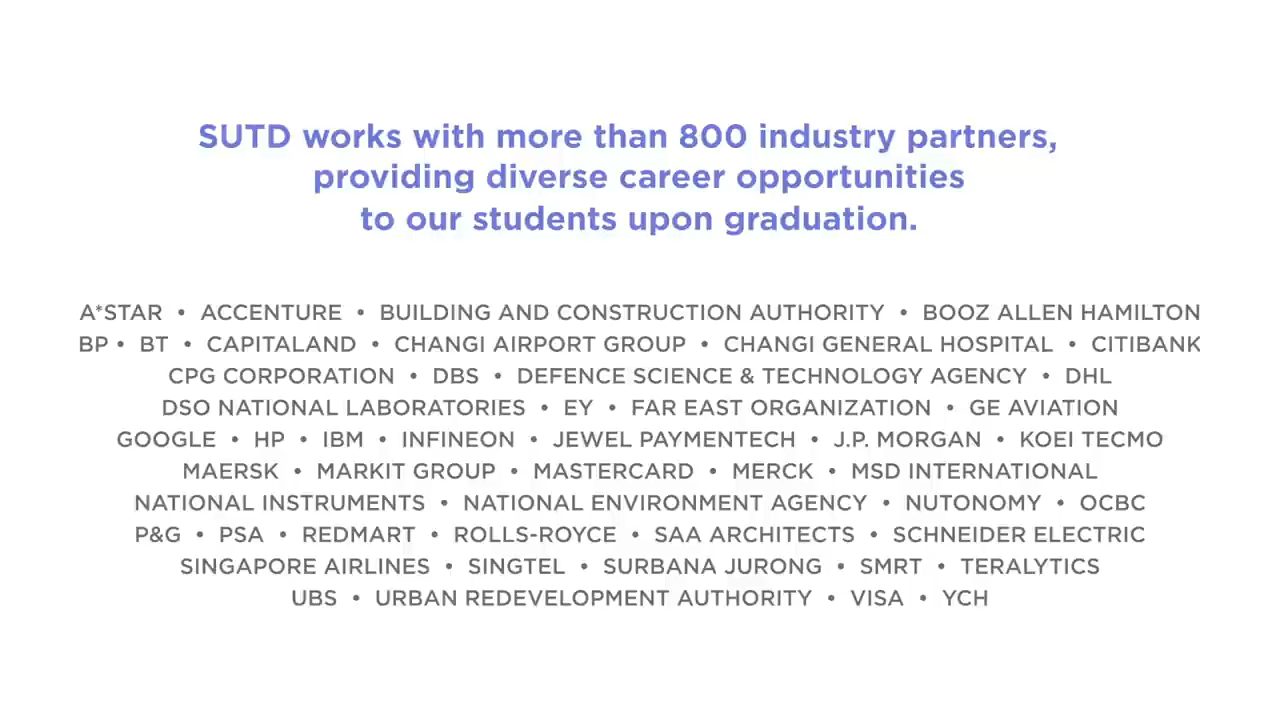 SUTD works with more than 800 industry partners,
providing diverse career opportunities
to our students upon graduation.
A*STAR • ACCENTURE • BUILDING AND CONSTRUCTION AUTHORITY • BOOZ ALLEN HAMILTON
BP • BT • CAPITALAND • CHANGI AIRPORT GROUP • CHANGI GENERAL HOSPITAL • CITIBANK
CPG CORPORATION • DBS • DEFENCE SCIENCE & TECHNOLOGY AGENCY • DHL
DSO NATIONAL LABORATORIES • EY • FAR EAST ORGANIZATION • GE AVIATION
GOOGLE • HP • IBM • INFINEON • JEWEL PAYMENTECH • J.P. MORGAN • KOEI TECMO
MAERSK • MARKIT GROUP • MASTERCARD • MERCK • MSD INTERNATIONAL
NATIONAL INSTRUMENTS • NATIONAL ENVIRONMENT AGENCY • NUTONOMY • OCBC
P&G • PSA • REDMART • ROLLS-ROYCE • SAA ARCHITECTS • SCHNEIDER ELECTRIC
SINGAPORE AIRLINES • SINGTEL • SURBANA JURONG • SMRT • TERALYTICS
UBS • URBAN REDEVELOPMENT AUTHORITY • VISA • YCH